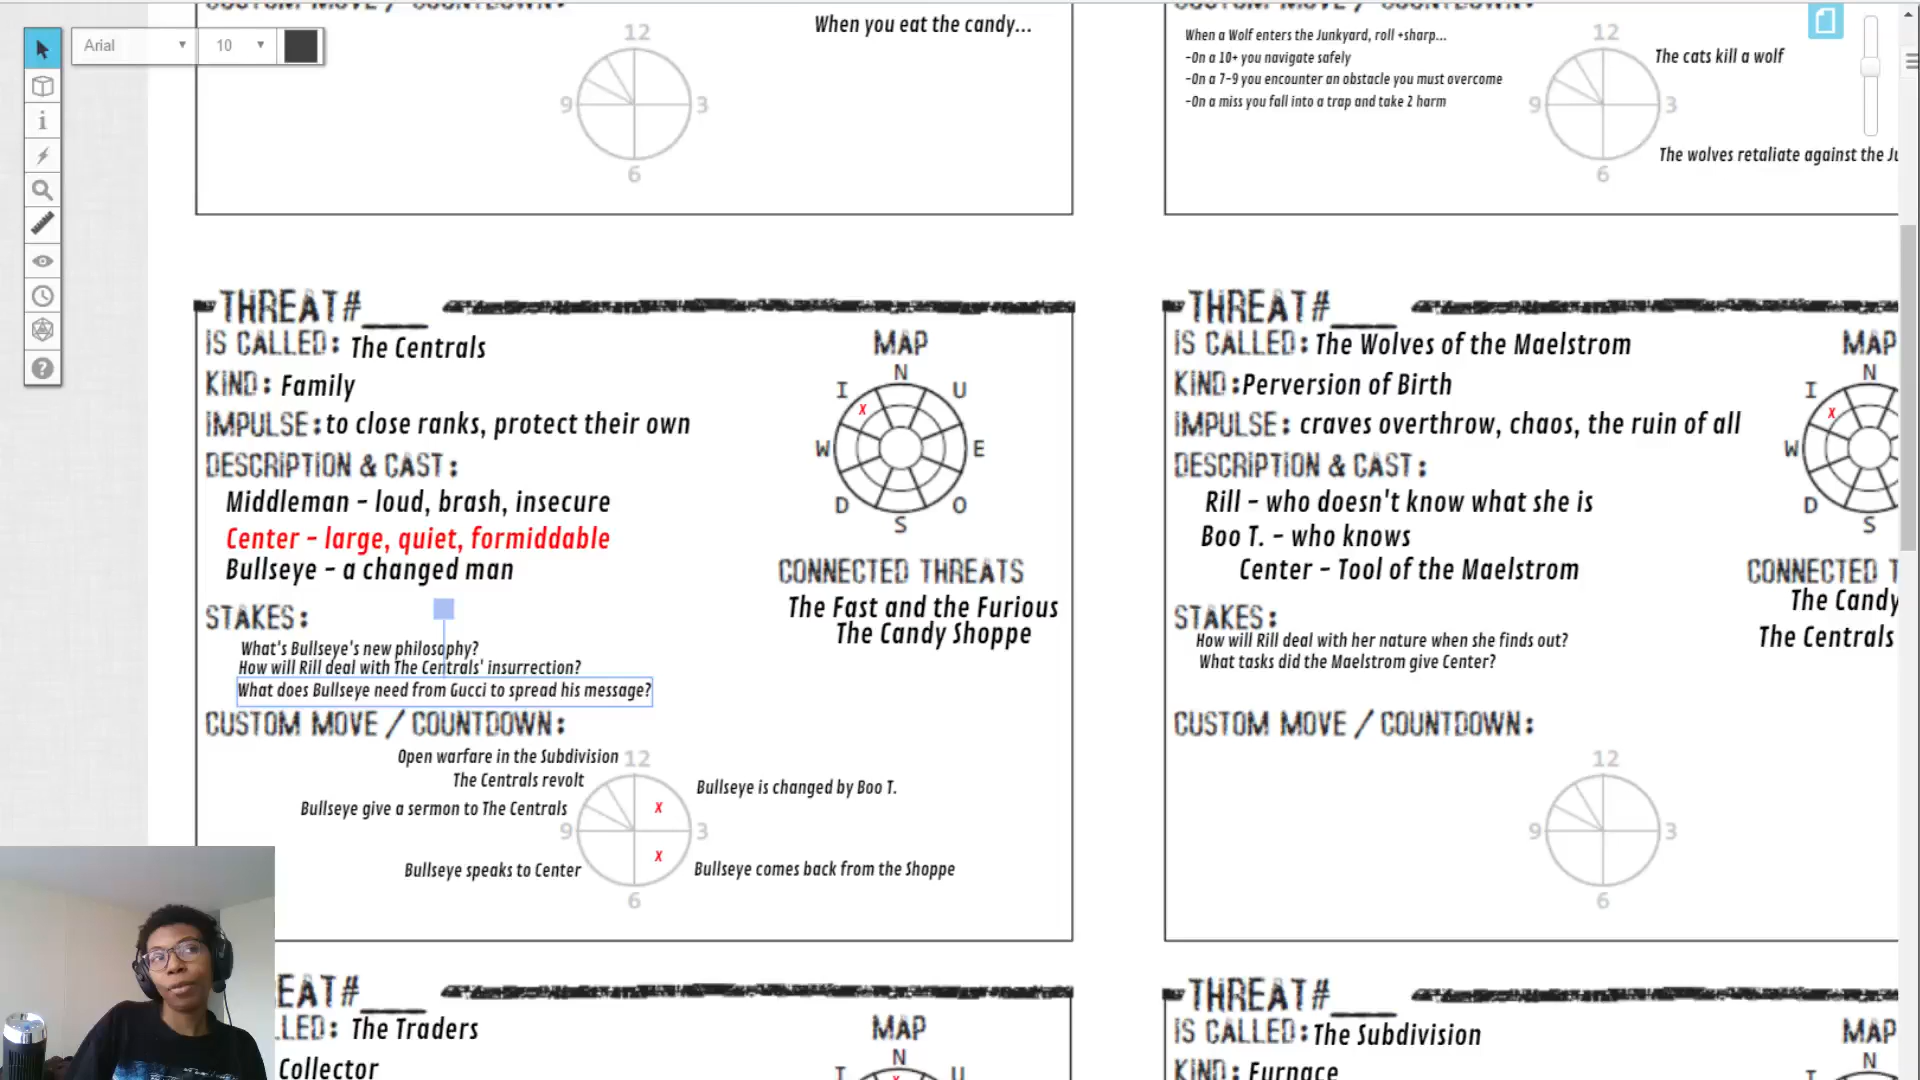 Arial
10
CUSTOM MOVE / COUNTDOWN:
When you eat the candy...
12
9
3
6
CUSTOM MOVE / COUNTDOWN:
When a Wolf enters the Junkyard, roll +sharp...
-On a 10+ you navigate safely
-On a 7-9 you encounter an obstacle you must overcome
-On a miss you fall into a trap and take 2 harm
12
9
3
6
The cats kill a wolf
The wolves retaliate against the
THREAT#___
IS CALLED: The Centrals
KIND: Family
IMPULSE: to close ranks, protect their own
DESCRIPTION & CAST:
Middleman - loud, brash, insecure
Center - large, quiet, formiddable
Bullseye - a changed man
STAKES:
What's Bullseye's new philosophy?
How will Rill deal with The Centrals' insurrection?
What does Bullseye need from Gucci to spread his message?
MAP
N
I
U
x
W
E
D
O
S
CONNECTED THREATS
The Fast and the Furious
The Candy Shoppe
CUSTOM MOVE / COUNTDOWN:
Open warfare in the Subdivision
The Centrals revolt
Bullseye give a sermon to The Centrals
Bullseye speaks to Center
12
9
3
6
x
x
Bullseye is changed by Boo T.
Bullseye comes back from the Shoppe
THREAT#___
IS CALLED: The Wolves of the Maelstrom
KIND: Perversion of Birth
IMPULSE: craves overthrow, chaos, the ruin of all
DESCRIPTION & CAST:
Rill - who doesn't know what she is
Boo T. - who knows
Center - Tool of the Maelstrom
STAKES:
How will Rill deal with her nature when she finds out?
What tasks did the Maelstrom give Center?
MAP
N
I
x
W
D
S
CONNECTED T
The Candy
The Centrals
CUSTOM MOVE / COUNTDOWN:
12
9
3
6
EAT#___
LLED: The Traders
Collector
MAP
N
I
U
x
THREAT#___
IS CALLED: The Subdivision
KIND: Furnace
MAP
N
I